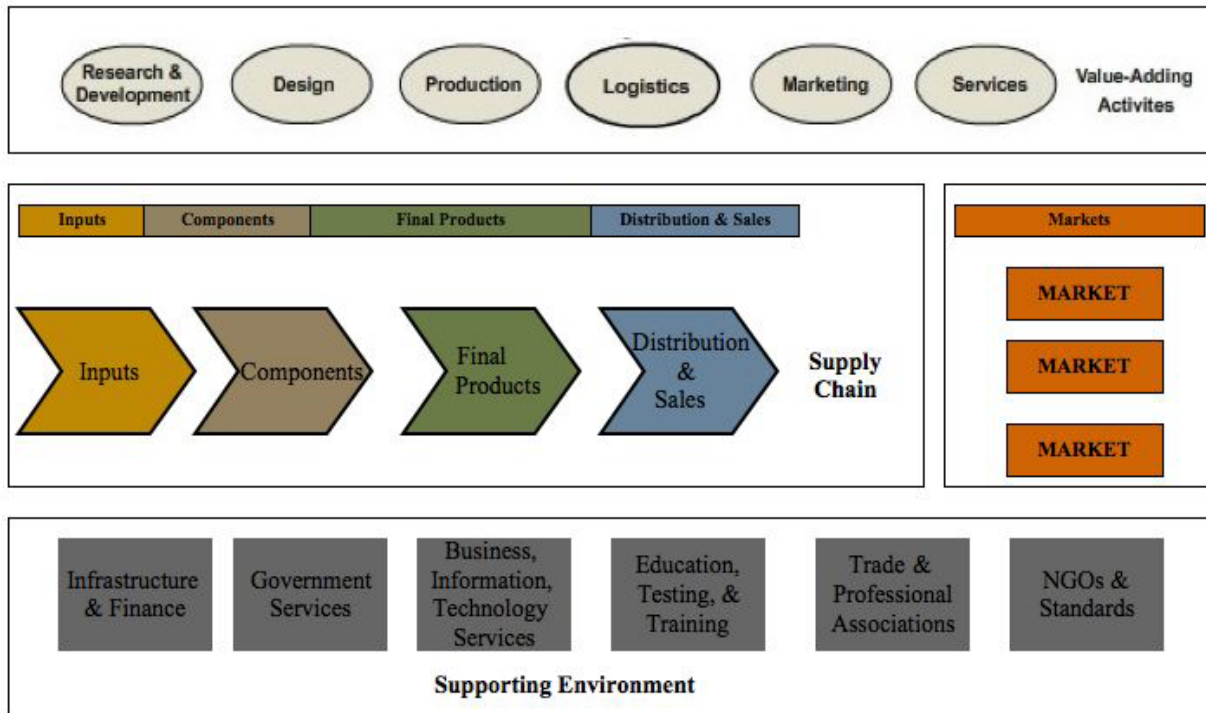 Research &
Development
Design
Production
Logistics
Marketing
Services
Value-Adding
Activites
Inputs
Components
Final Products
Distribution & Sales
Markets
Inputs
Components
Final
Products
Distribution
&
Sales
Supply
Chain
MARKET
MARKET
MARKET
Infrastructure
& Finance
Government
Services
Business,
Information,
Technology
Services
Education,
Testing, &
Training
Trade &
Professional
Associations
NGOs &
Standards
Supporting Environment